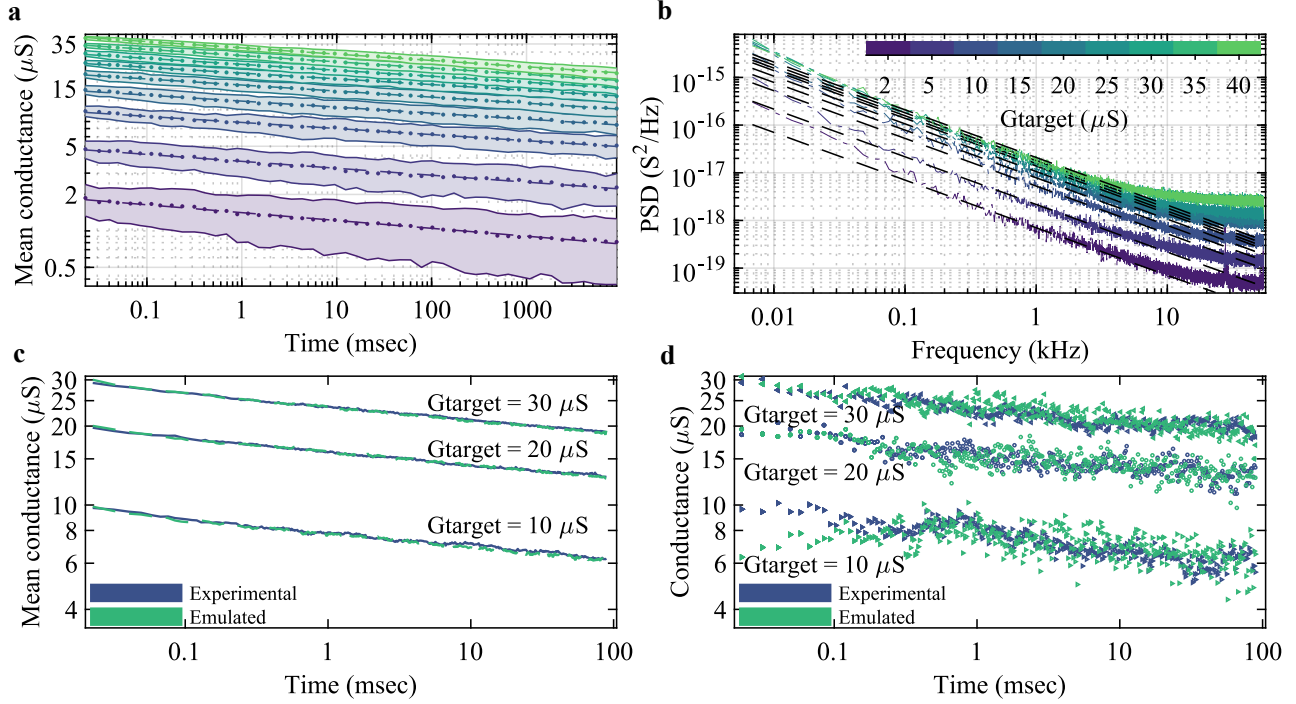 a
Mean conductance (µS)
35
15
5
2
0.5
0.1
1
10
100
1000
Time (msec)
b
PSD (S²/Hz)
10⁻¹⁵
10⁻¹⁶
10⁻¹⁷
10⁻¹⁸
10⁻¹⁹
2 5 10 15 20 25 30 35 40
Gtarget (µS)
0.01 0.1 1 10
Frequency (kHz)
c
Mean conductance (µS)
30
25
20
15
10
8
6
4
Gtarget = 30 µS
Gtarget = 20 µS
Gtarget = 10 µS
Experimental
Emulated
0.1 1 10 100
Time (msec)
d
Conductance (µS)
30
25
20
15
10
8
6
4
Gtarget = 30 µS
Gtarget = 20 µS
Gtarget = 10 µS
Experimental
Emulated
0.1 1 10 100
Time (msec)